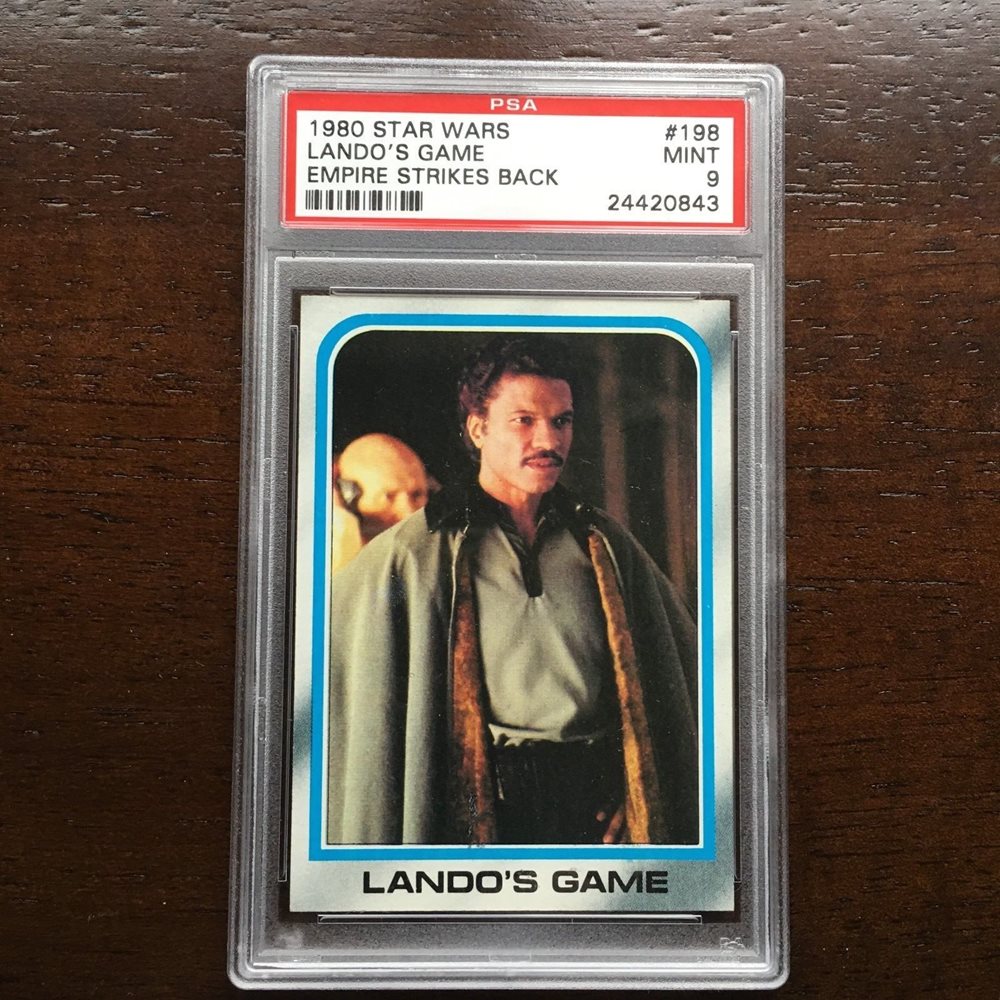 PSA
1980 STAR WARS #198
LANDO'S GAME MINT
EMPIRE STRIKES BACK 9
24420843
LANDO'S GAME